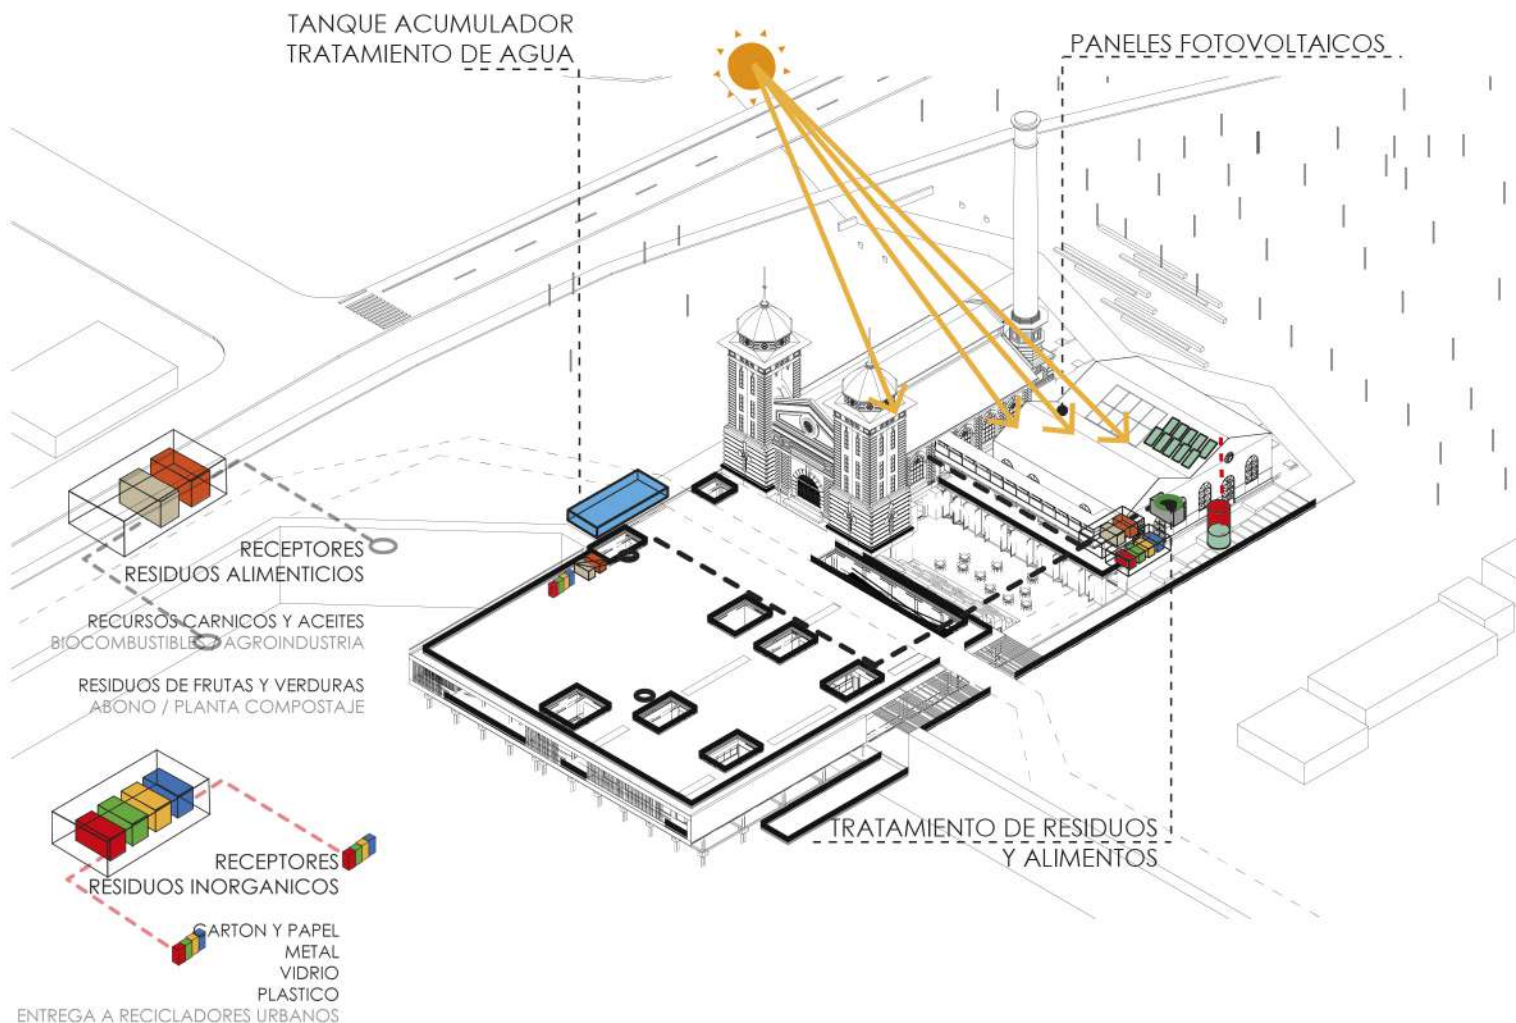 TANQUE ACUMULADOR
TRATAMIENTO DE AGUA
PANELES FOTOVOLTAICOS
RECEPTORES
RESIDUOS ALIMENTICIOS
RECURSOS CARNICOS Y ACEITES
BIOCOMBUSTIBLE / AGROINDUSTRIA
RESIDUOS DE FRUTAS Y VERDURAS
ABONO / PLANTA COMPOSTAJE
RECEPTORES
RESIDUOS INORGANICOS
CARTON Y PAPEL
METAL
VIDRIO
PLASTICO
ENTREGA A RECICLADORES URBANOS
TRATAMIENTO DE RESIDUOS
Y ALIMENTOS